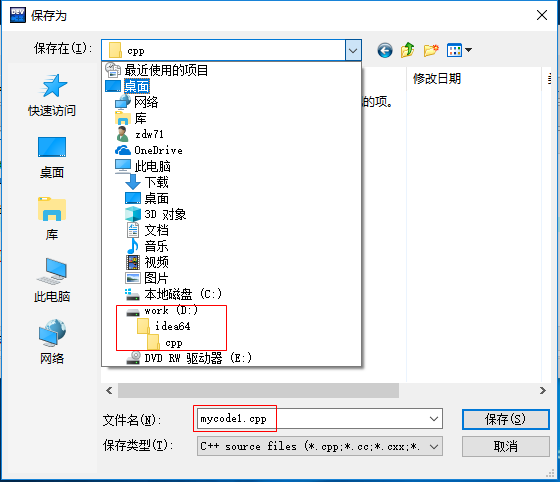 保存为
保存在(I):
cpp
最近使用的项目
桌面
网络
库
zdw71
OneDrive
此电脑
下载
桌面
3D 对象
文档
音乐
视频
图片
本地磁盘 (C:)
work (D:)
idea64
cpp
DVD RW 驱动器 (E:)
修改日期
的项。
快速访问
桌面
库
此电脑
网络
文件名(N):
mycode1.cpp
保存(S)
保存类型(T):
C++ source files (*.cpp;*.cc;*.cxx;*.
取消